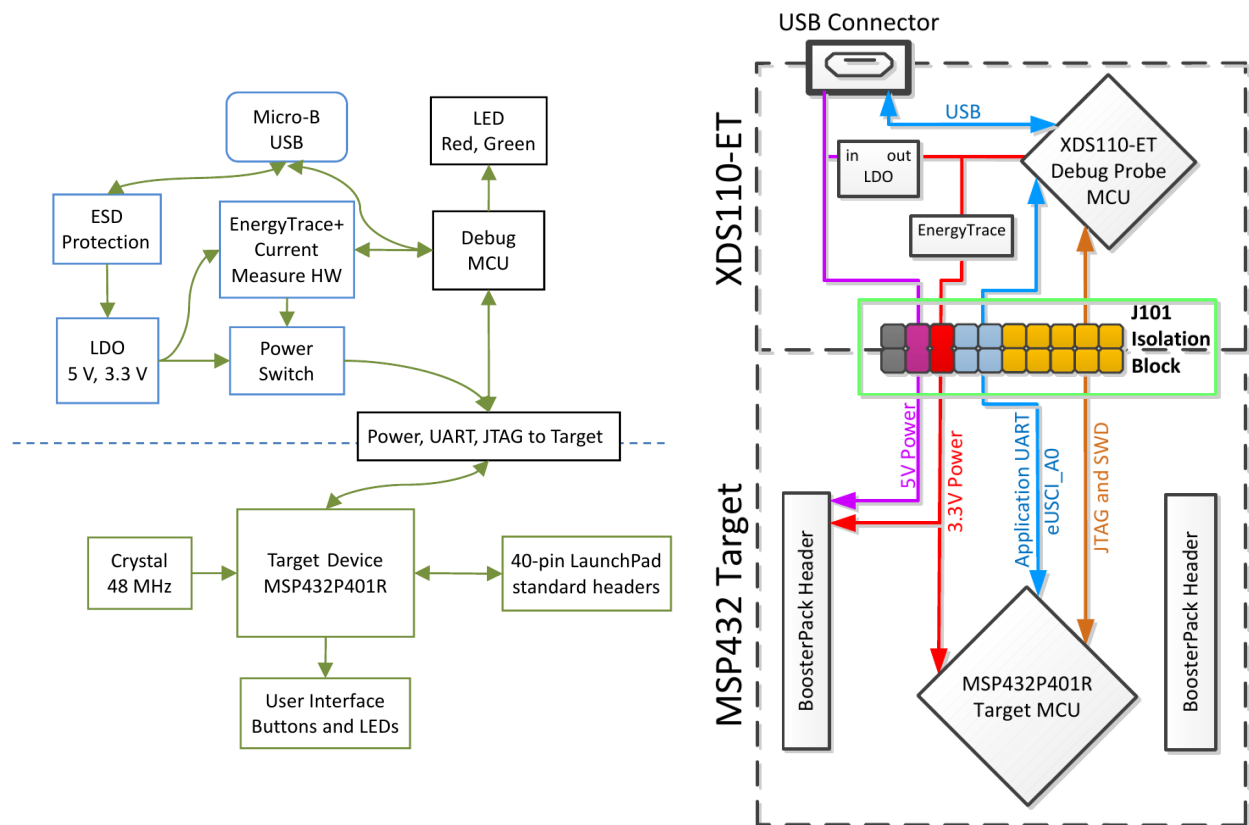 Micro-B
USB
LED
Red, Green
ESD
Protection
EnergyTrace+
Current
Measure HW
Debug
MCU
LDO
5 V, 3.3 V
Power
Switch
Power, UART, JTAG to Target
Crystal
48 MHz
Target Device
MSP432P401R
40-pin LaunchPad
standard headers
User Interface
Buttons and LEDs
USB Connector
XDS110-ET
USB
in out
LDO
XDS110-ET
Debug Probe
MCU
EnergyTrace
J101
Isolation
Block
MSP432 Target
5V Power
3.3V Power
Application UART
eUSCI_A0
JTAG and SWD
BoosterPack Header
MSP432P401R
Target MCU
BoosterPack Header